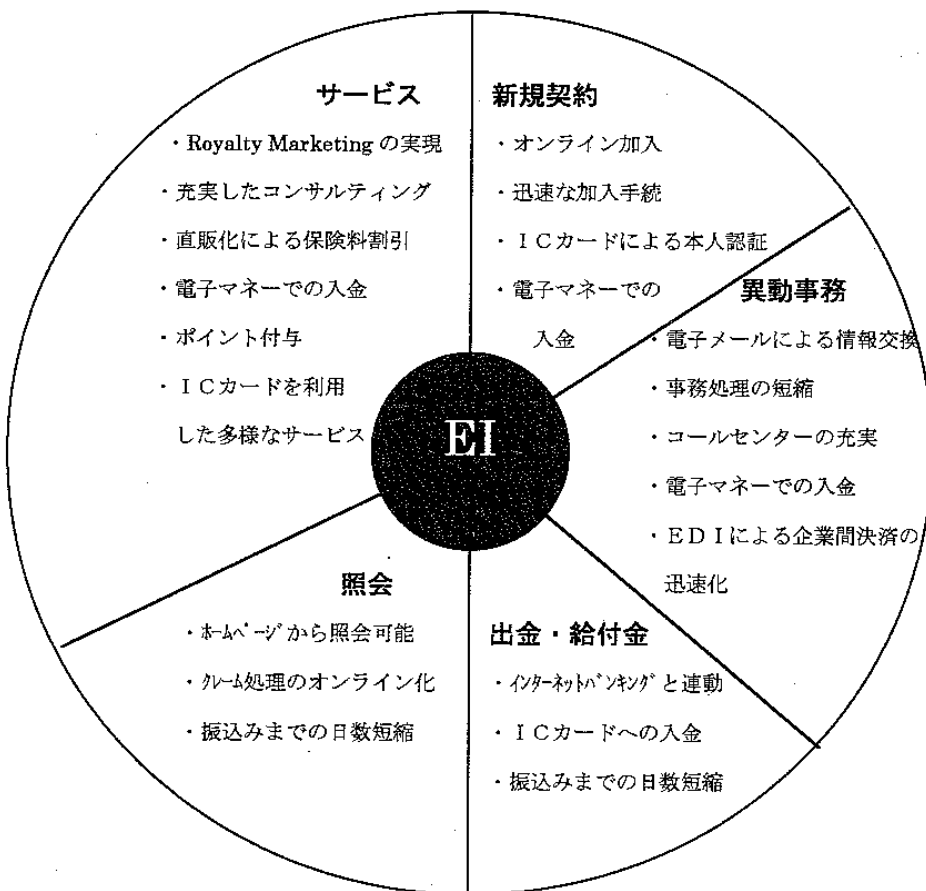 サービス
・Royalty Marketing の実現
・充実したコンサルティング
・直販化による保険料割引
・電子マネーでの入金
・ポイント付与
・ＩＣカードを利用
した多様なサービス
新規契約
・オンライン加入
・迅速な加入手続
・ＩＣカードによる本人認証
・電子マネーでの
入金
異動事務
・電子メールによる情報交換
・事務処理の短縮
・コールセンターの充実
・電子マネーでの入金
・ＥＤＩによる企業間決済の
迅速化
EI
照会
・ﾎｰﾑﾍﾟｰｼﾞから照会可能
・ｸﾚｰﾑ処理のオンライン化
・振込みまでの日数短縮
出金・給付金
・ｲﾝﾀｰﾈｯﾄﾊﾞﾝｷﾝｸﾞと連動
・ＩＣカードへの入金
・振込みまでの日数短縮